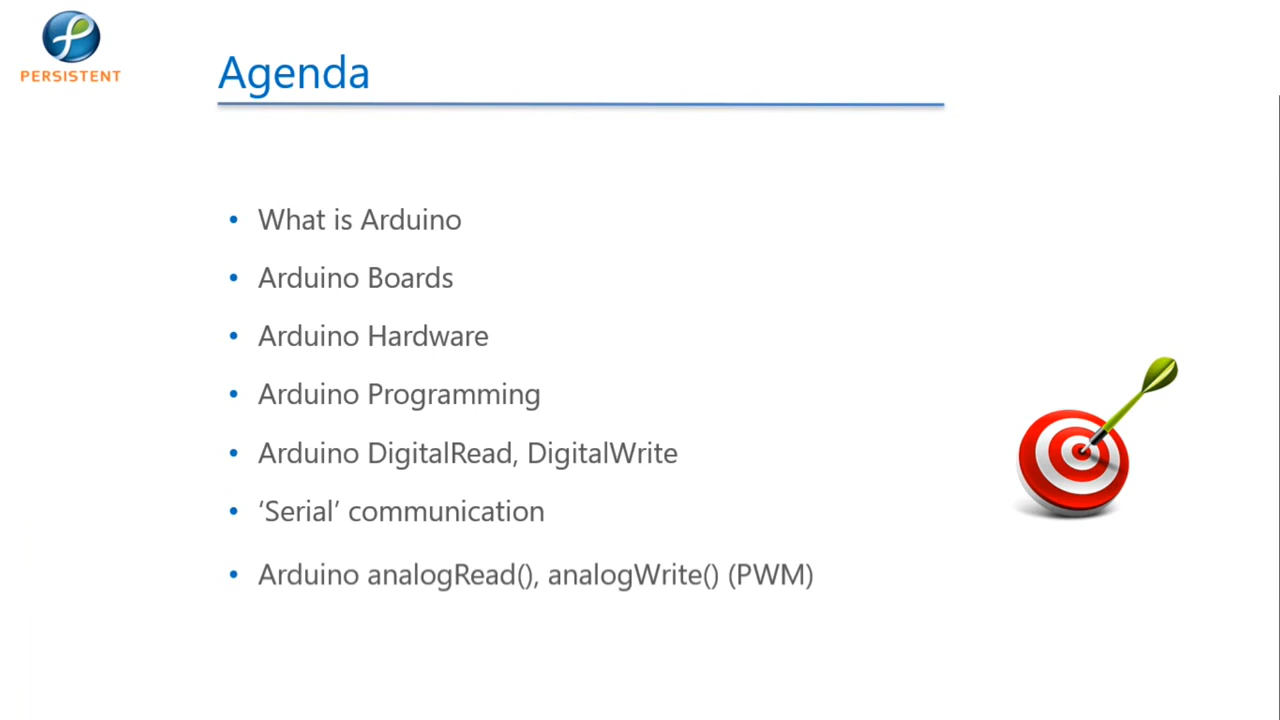 PERSISTENT
Agenda
• What is Arduino
• Arduino Boards
• Arduino Hardware
• Arduino Programming
• Arduino DigitalRead, DigitalWrite
• ‘Serial’ communication
• Arduino analogRead(), analogWrite() (PWM)